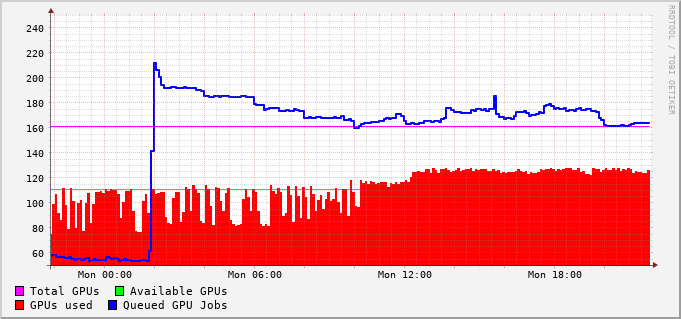 240
220
200
180
160
140
120
100
80
60
Mon 00:00 Mon 06:00 Mon 12:00 Mon 18:00
Total GPUs Available GPUs
GPUs used Queued GPU Jobs
RRDTOOL / TOBI OETIKER